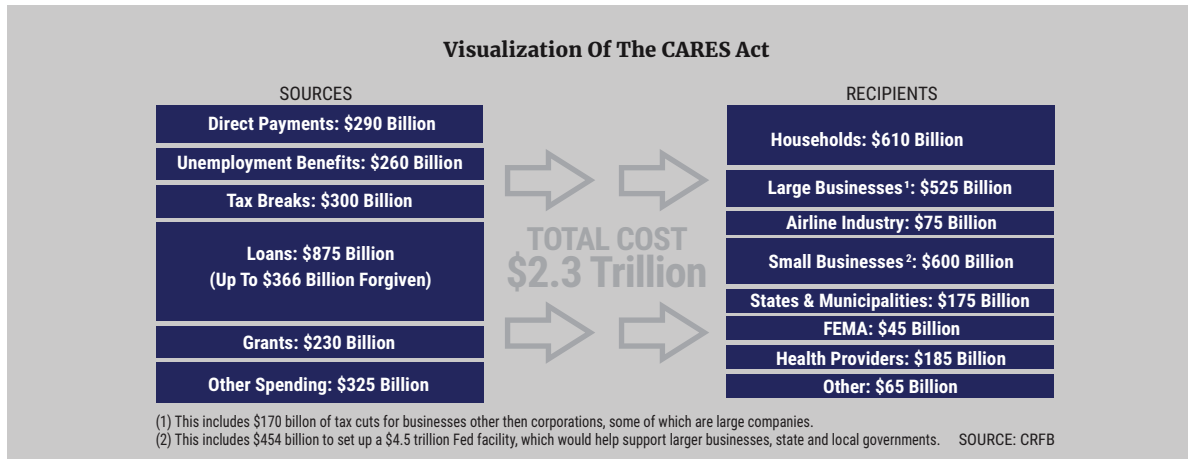 Visualization Of The CARES Act
SOURCES
Direct Payments: $290 Billion
Unemployment Benefits: $260 Billion
Tax Breaks: $300 Billion
Loans: $875 Billion
(Up To $366 Billion Forgiven)
Grants: $230 Billion
Other Spending: $325 Billion
TOTAL COST
$2.3 Trillion
RECIPIENTS
Households: $610 Billion
Large Businesses¹: $525 Billion
Airline Industry: $75 Billion
Small Businesses²: $600 Billion
States & Municipalities: $175 Billion
FEMA: $45 Billion
Health Providers: $185 Billion
Other: $65 Billion
(1) This includes $170 billon of tax cuts for businesses other then corporations, some of which are large companies.
(2) This includes $454 billion to set up a $4.5 trillion Fed facility, which would help support larger businesses, state and local governments. SOURCE: CRFB